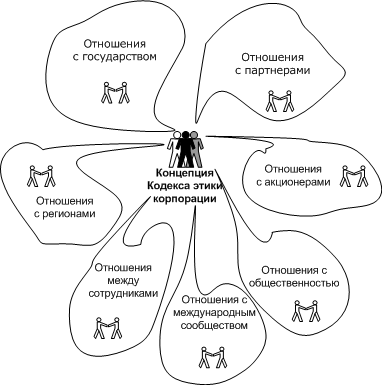 Отношения
с государством
Отношения
с партнерами
Концепция
Кодекса этики
корпорации
Отношения
с акционерами
Отношения
с регионами
Отношения
между
сотрудниками
Отношения с
международным
сообществом
Отношения с
общественностью